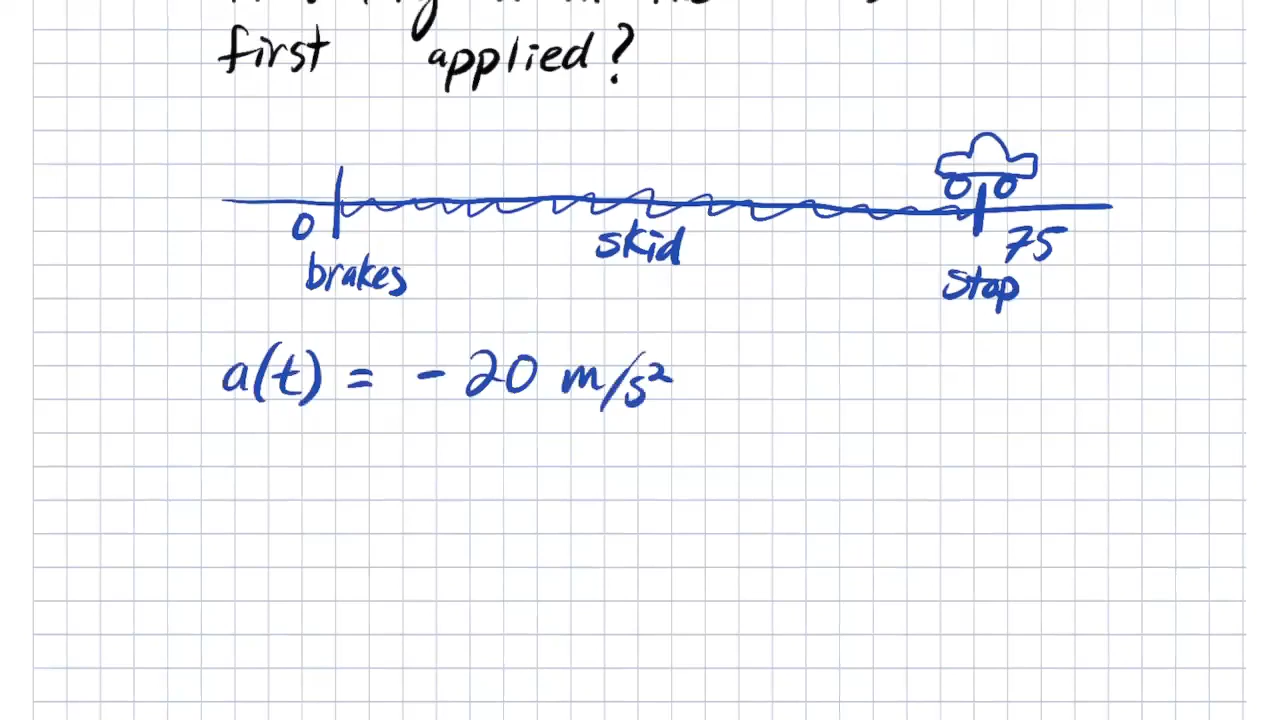 first applied?
0
brakes
skid
75
stop
a(t) = - 20 m/s²